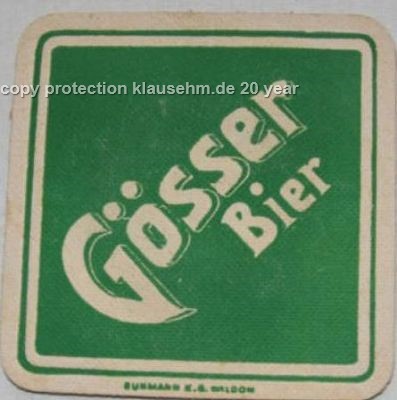 copy protection klausehm.de 20 year
Gösser
Bier
K.G.